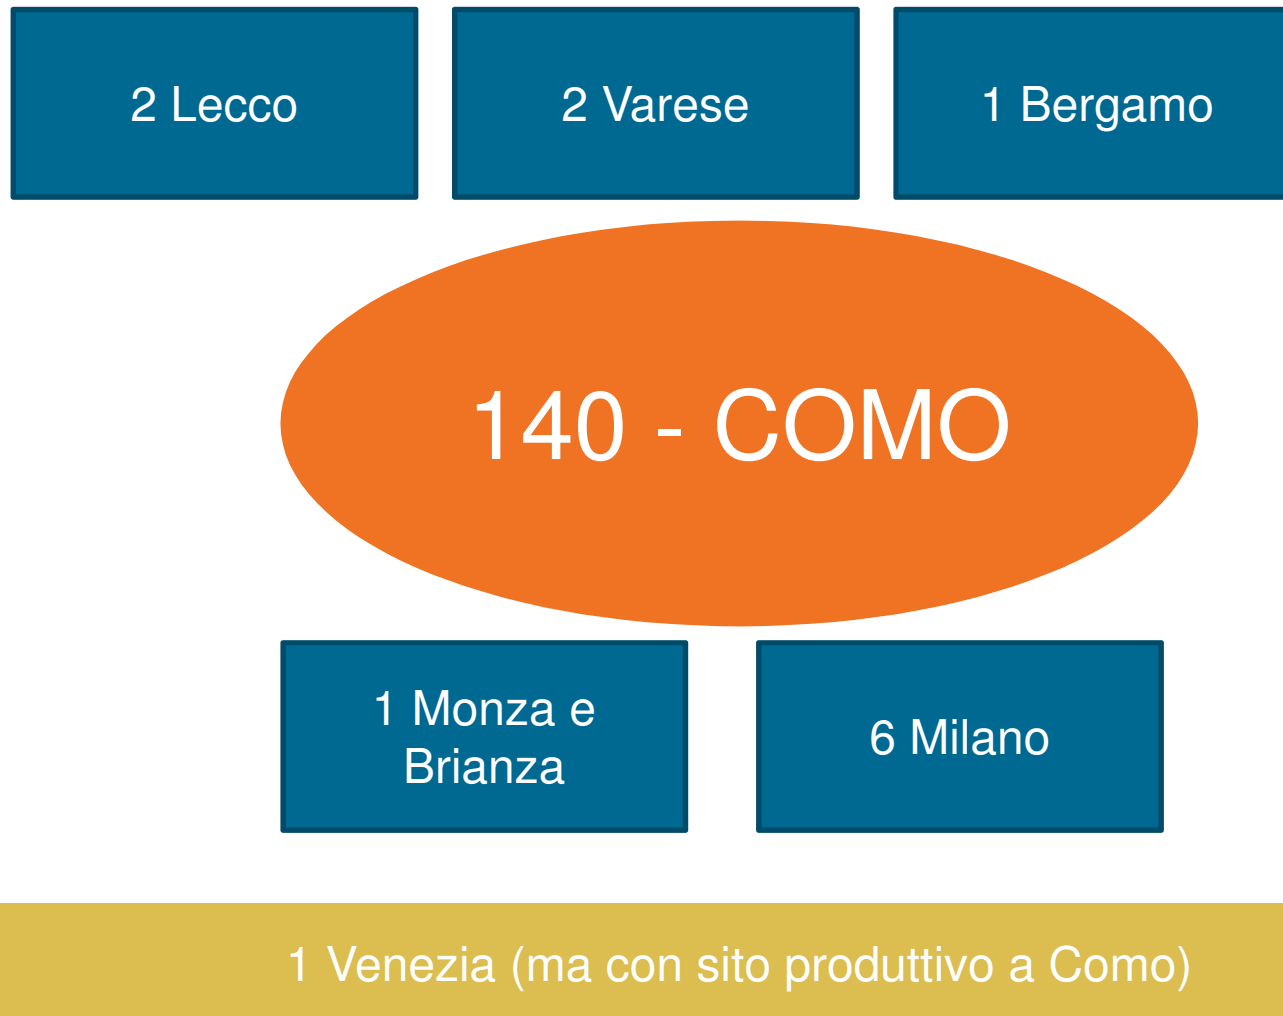 2 Lecco
2 Varese
1 Bergamo
140 - COMO
1 Monza e
Brianza
6 Milano
1 Venezia (ma con sito produttivo a Como)